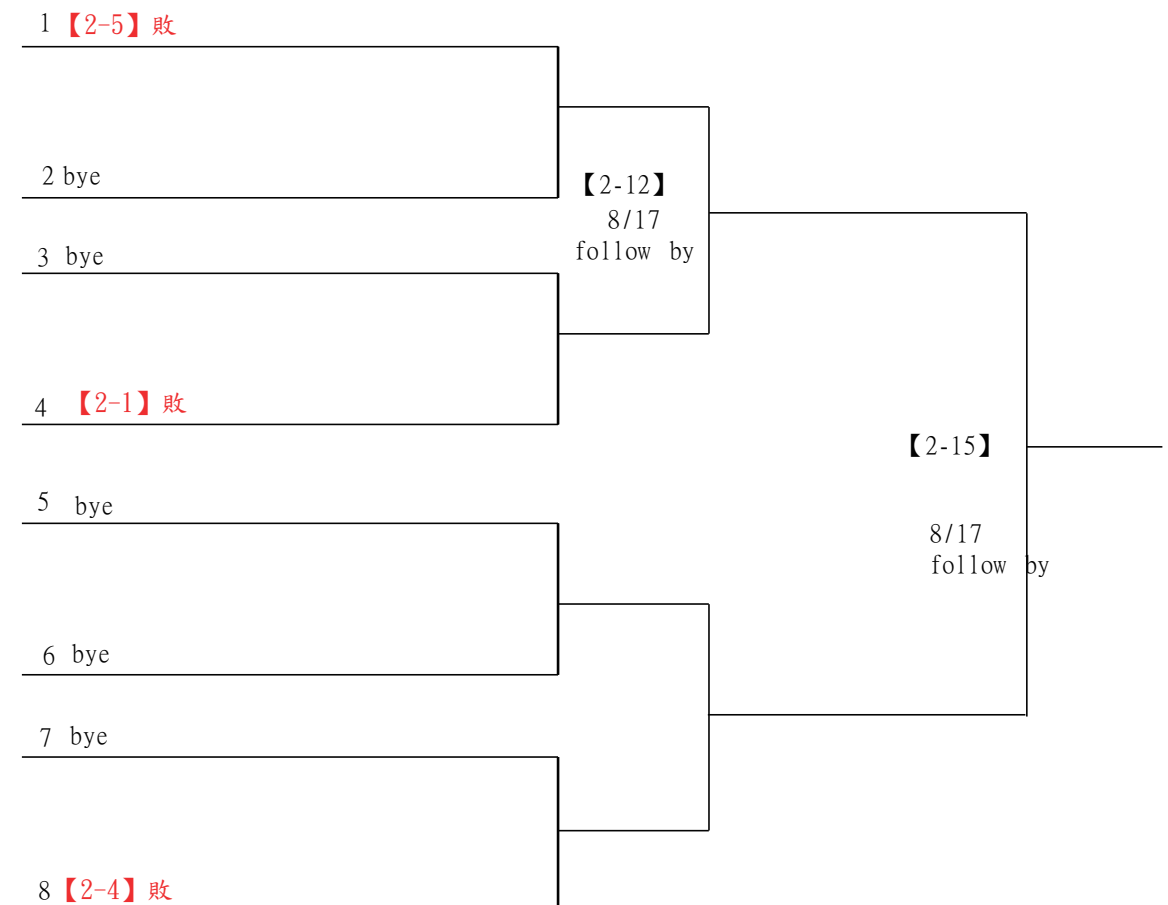 1 【2-5】敗
2 bye
【2-12】
8/17
follow by
3 bye
4 【2-1】敗
【2-15】
5 bye
8/17
follow by
6 bye
7 bye
8【2-4】敗